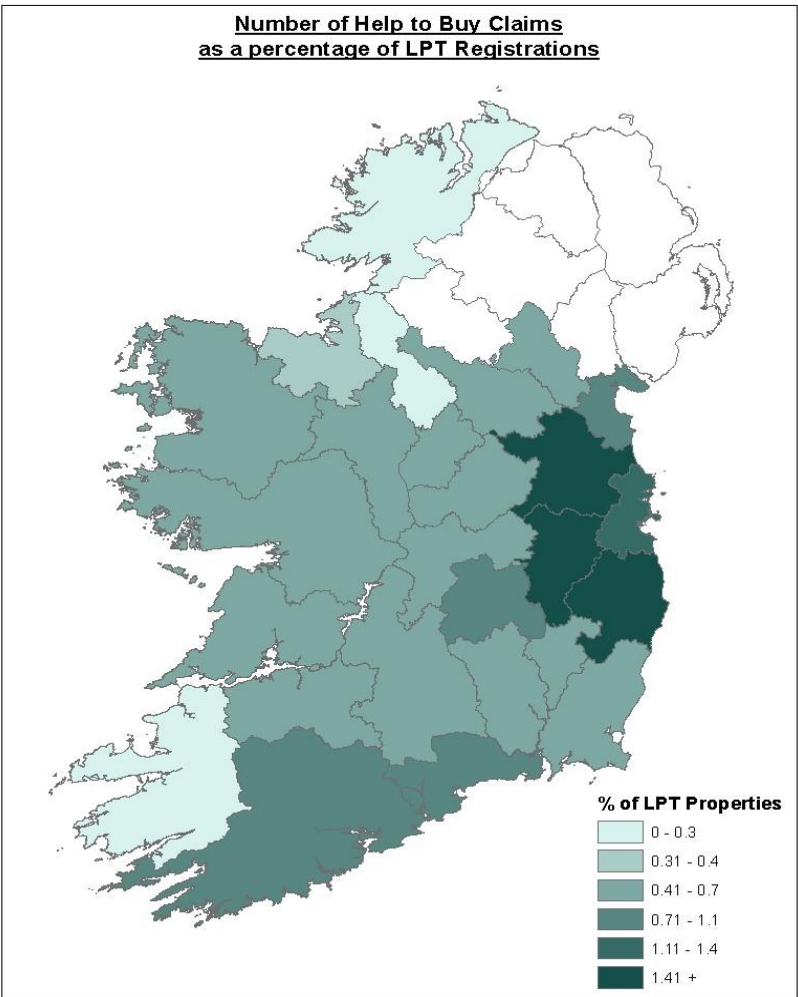 Number of Help to Buy Claims
as a percentage of LPT Registrations
% of LPT Properties
0 - 0.3
0.31 - 0.4
0.41 - 0.7
0.71 - 1.1
1.11 - 1.4
1.41 +